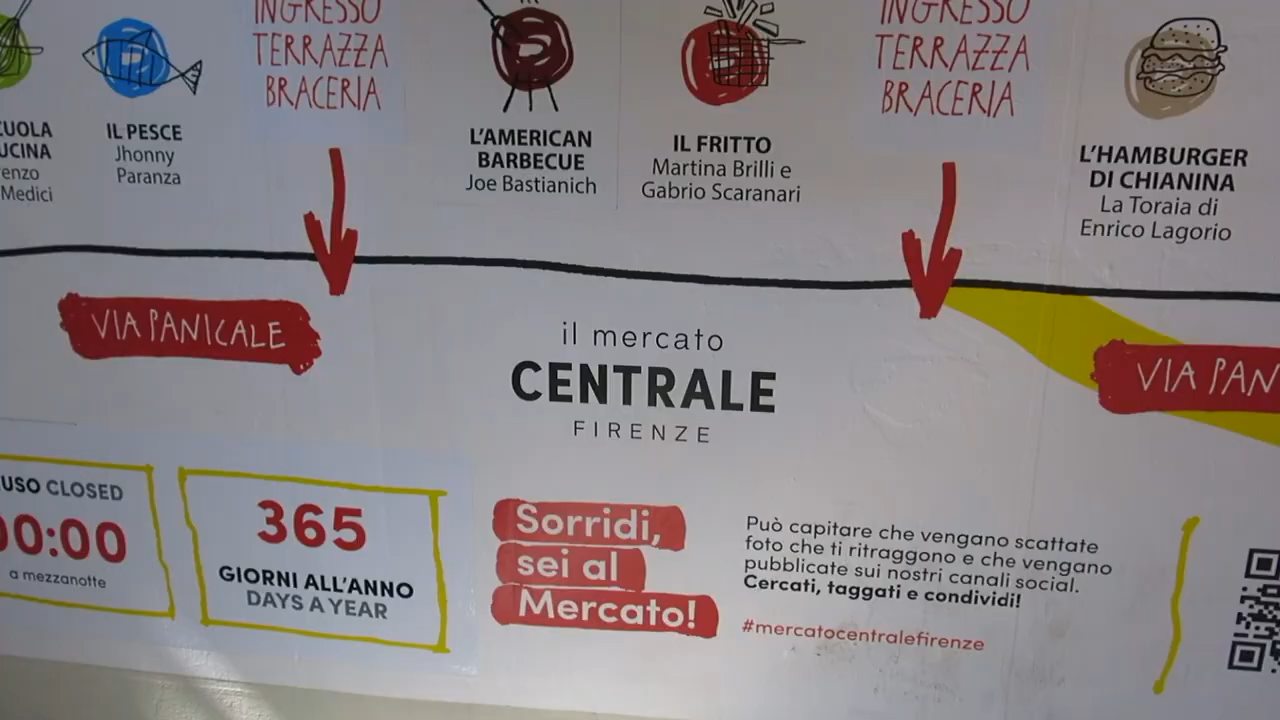 CUOLA
UCINA
enzo
Medici
IL PESCE
Jhonny
Paranza
INGRESSO
TERRAZZA
BRACERIA
L'AMERICAN
BARBECUE
Joe Bastianich
IL FRITTO
Martina Brilli e
Gabrio Scaranari
INGRESSO
TERRAZZA
BRACERIA
L'HAMBURGER
DI CHIANINA
La Toraia di
Enrico Lagorio
VIA PANICALE
il mercato
CENTRALE
FIRENZE
VIA PAN
USO CLOSED
00:00
a mezzanotte
365
GIORNI ALL'ANNO
DAYS A YEAR
Sorridi,
sei al
Mercato!
Può capitare che vengano scattate
foto che ti ritraggono e che vengano
pubblicate sui nostri canali social.
Cercati, taggati e condividi!
#mercatocentralefirenze